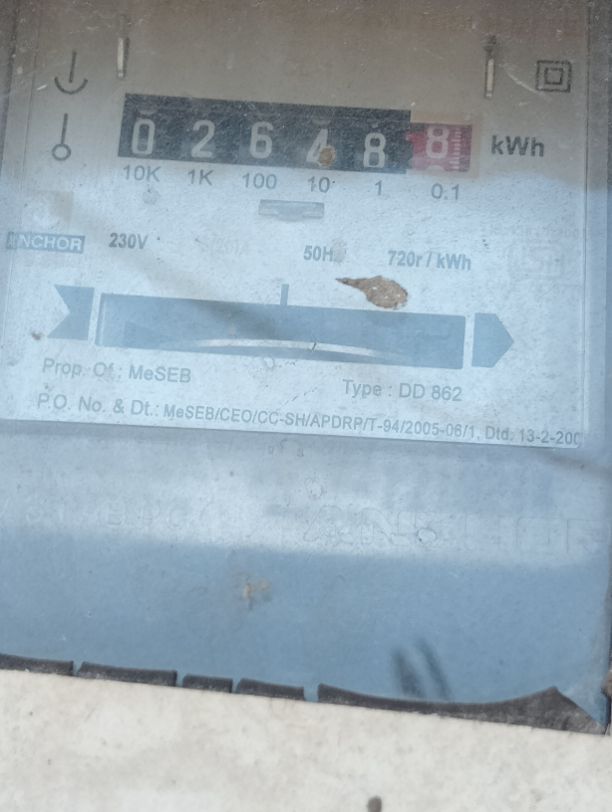 0 2 6 4 8 8 kWh
10K 1K 100 10 1 0.1
ANCHOR 230V 50Hz 720r / kWh
Prop. Of : MeSEB
Type : DD 862
P.O. No. & Dt.: MeSEB/CEO/CC-SH/APDRP/T-94/2005-06/1, Dtd. 13-2-200